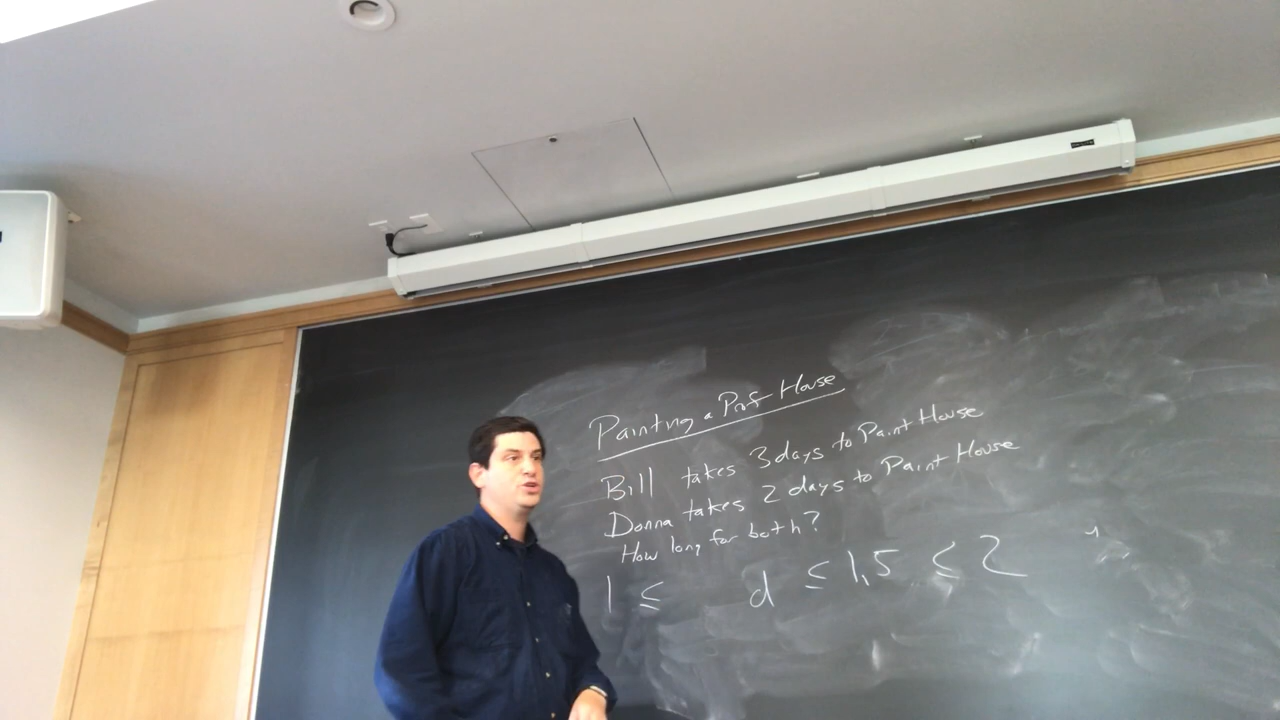 Painting a Prof House
Bill takes 3 days to Paint House
Donna takes 2 days to Paint House
How long for both?
1 ≤ d ≤ 1,5 ≤ 2